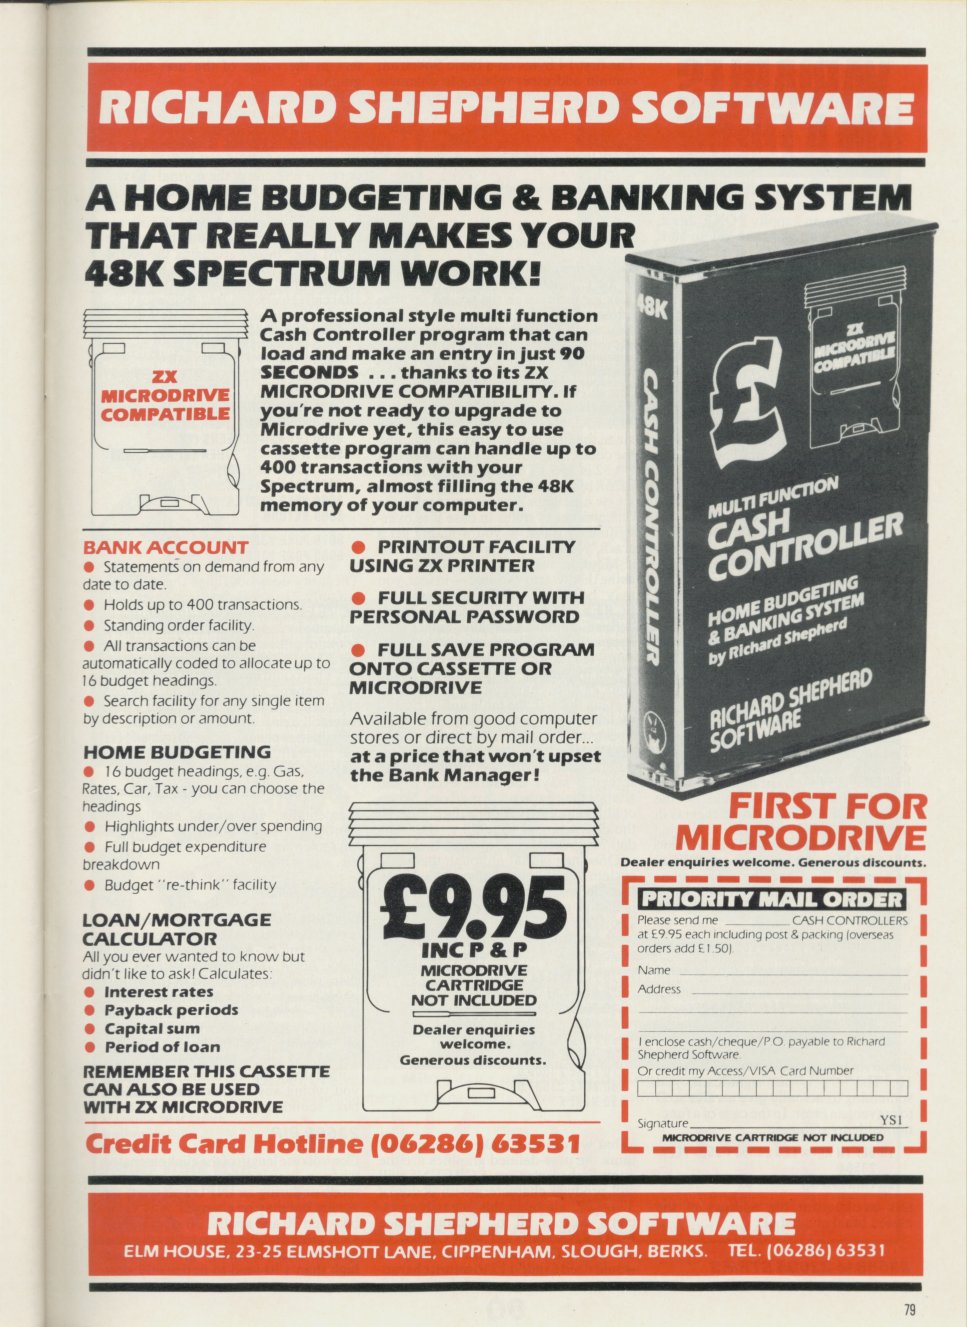 RICHARD SHEPHERD SOFTWARE
A HOME BUDGETING & BANKING SYSTEM
THAT REALLY MAKES YOUR
48K SPECTRUM WORK!
ZX
MICRODRIVE
COMPATIBLE
A professional style multi function
Cash Controller program that can
load and make an entry in just 90
SECONDS ... thanks to its ZX
MICRODRIVE COMPATIBILITY. If
you're not ready to upgrade to
Microdrive yet, this easy to use
cassette program can handle up to
400 transactions with your
Spectrum, almost filling the 48K
memory of your computer.
48K
CASH CONTROLLER
£
ZX
MICRODRIVE
COMPATIBLE
MULTI FUNCTION
CASH
CONTROLLER
HOME BUDGETING
& BANKING SYSTEM
by Richard Shepherd
RICHARD SHEPHERD
SOFTWARE
BANK ACCOUNT
● Statements on demand from any
date to date.
● Holds up to 400 transactions.
● Standing order facility.
● All transactions can be
automatically coded to allocate up to
16 budget headings.
● Search facility for any single item
by description or amount.
HOME BUDGETING
● 16 budget headings, e.g. Gas,
Rates, Car, Tax - you can choose the
headings
● Highlights under/over spending
● Full budget expenditure
breakdown
● Budget "re-think" facility
LOAN/MORTGAGE
CALCULATOR
All you ever wanted to know but
didn't like to ask! Calculates:
● Interest rates
● Payback periods
● Capital sum
● Period of loan
REMEMBER THIS CASSETTE
CAN ALSO BE USED
WITH ZX MICRODRIVE
● PRINTOUT FACILITY
USING ZX PRINTER
● FULL SECURITY WITH
PERSONAL PASSWORD
● FULL SAVE PROGRAM
ONTO CASSETTE OR
MICRODRIVE
Available from good computer
stores or direct by mail order...
at a price that won't upset
the Bank Manager!
£9.95
INC P & P
MICRODRIVE
CARTRIDGE
NOT INCLUDED
Dealer enquiries
welcome.
Generous discounts.
FIRST FOR
MICRODRIVE
Dealer enquiries welcome. Generous discounts.
PRIORITY MAIL ORDER
Please send me __________ CASH CONTROLLERS
at £9.95 each including post & packing (overseas
orders add £1.50).
Name
Address
I enclose cash/cheque/P.O. payable to Richard
Shepherd Software.
Or credit my Access/VISA Card Number
Signature YS1
MICRODRIVE CARTRIDGE NOT INCLUDED
Credit Card Hotline (06286) 63531
RICHARD SHEPHERD SOFTWARE
ELM HOUSE, 23-25 ELMSHOTT LANE, CIPPENHAM, SLOUGH, BERKS. TEL. (06286) 63531
79